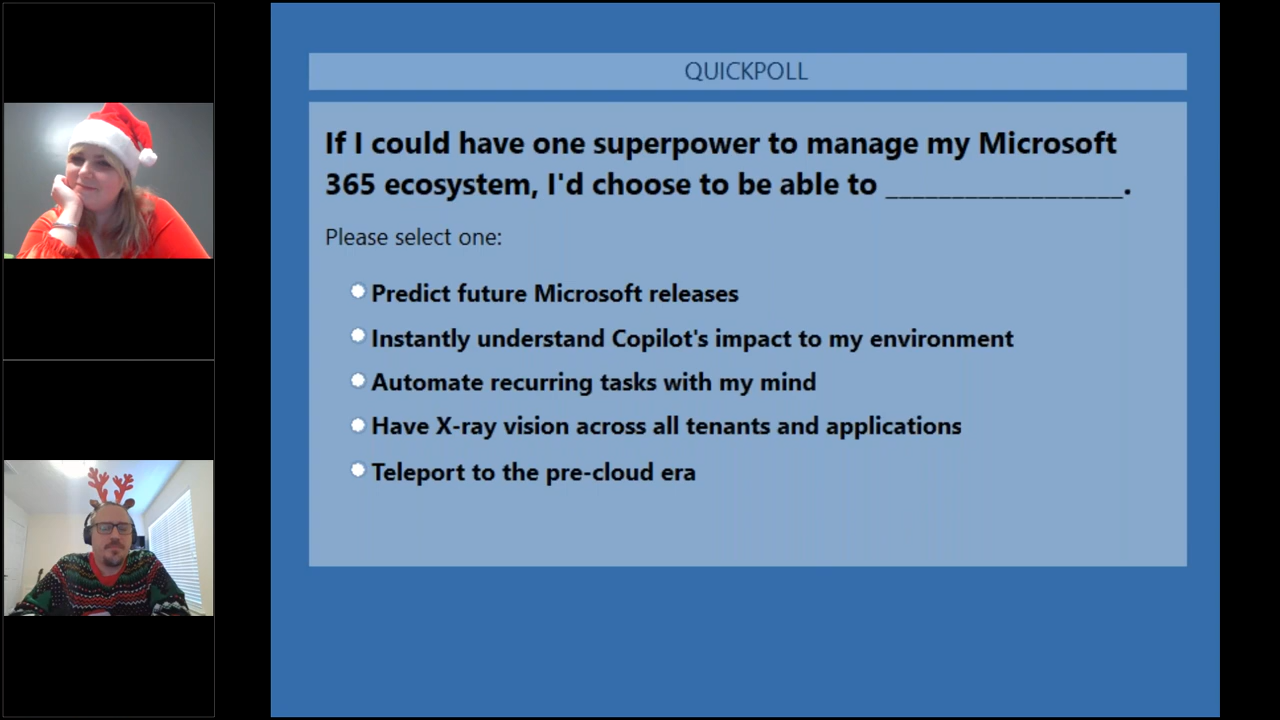 QUICKPOLL
If I could have one superpower to manage my Microsoft
365 ecosystem, I'd choose to be able to __________________.
Please select one:
Predict future Microsoft releases
Instantly understand Copilot's impact to my environment
Automate recurring tasks with my mind
Have X-ray vision across all tenants and applications
Teleport to the pre-cloud era